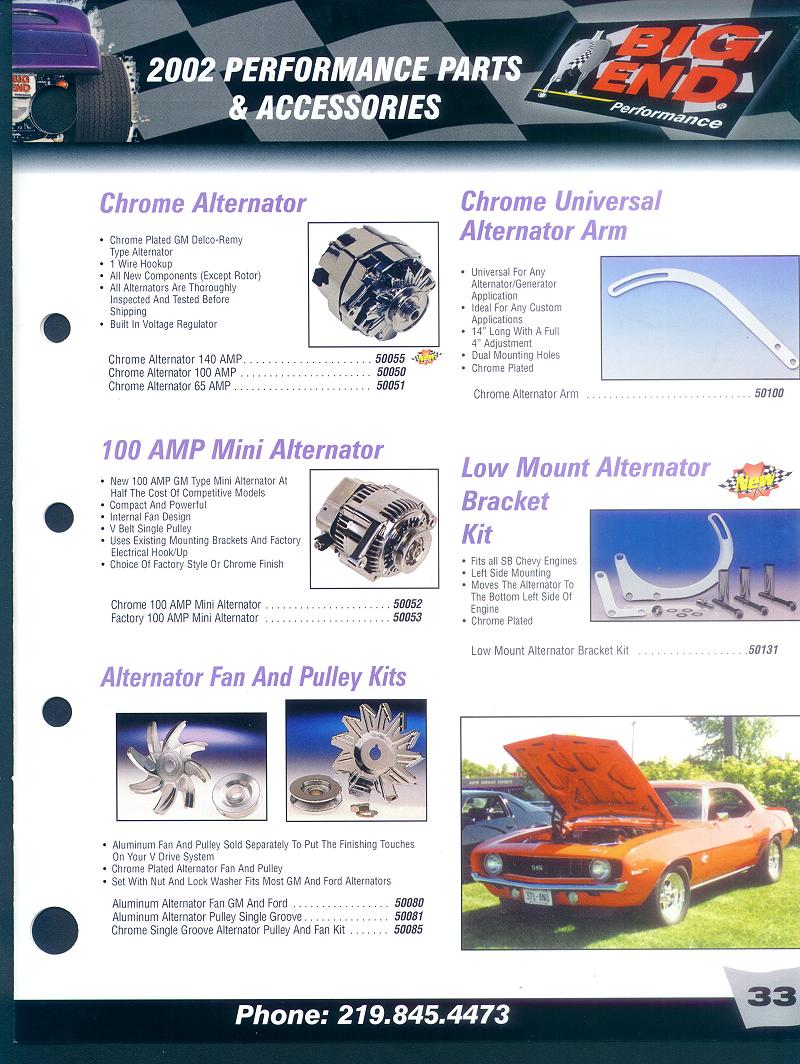 2002 PERFORMANCE PARTS
& ACCESSORIES
BIG
END®
Performance
BIG
END
Chrome Alternator
• Chrome Plated GM Delco-Remy
Type Alternator
• 1 Wire Hookup
• All New Components (Except Rotor)
• All Alternators Are Thoroughly
Inspected And Tested Before
Shipping
• Built In Voltage Regulator
Chrome Alternator 140 AMP. . . . . . . . . . . . . . . . . . . . . . 50055 New
Chrome Alternator 100 AMP . . . . . . . . . . . . . . . . . . . . . . . 50050
Chrome Alternator 65 AMP . . . . . . . . . . . . . . . . . . . . . . . . 50051
100 AMP Mini Alternator
• New 100 AMP GM Type Mini Alternator At
Half The Cost Of Competitive Models
• Compact And Powerful
• Internal Fan Design
• V Belt Single Pulley
• Uses Existing Mounting Brackets And Factory
Electrical Hook/Up
• Choice Of Factory Style Or Chrome Finish
Chrome 100 AMP Mini Alternator . . . . . . . . . . . . . . . . . . . . . . 50052
Factory 100 AMP Mini Alternator . . . . . . . . . . . . . . . . . . . . . . 50053
Alternator Fan And Pulley Kits
• Aluminum Fan And Pulley Sold Separately To Put The Finishing Touches
On Your V Drive System
• Chrome Plated Alternator Fan And Pulley
• Set With Nut And Lock Washer Fits Most GM And Ford Alternators
Aluminum Alternator Fan GM And Ford . . . . . . . . . . . . . . . . . 50080
Aluminum Alternator Pulley Single Groove . . . . . . . . . . . . . . . 50081
Chrome Single Groove Alternator Pulley And Fan Kit . . . . . . . 50085
Chrome Universal
Alternator Arm
• Universal For Any
Alternator/Generator
Application
• Ideal For Any Custom
Applications
• 14" Long With A Full
4" Adjustment
• Dual Mounting Holes
• Chrome Plated
Chrome Alternator Arm . . . . . . . . . . . . . . . . . . . . . . . . . . . . 50100
Low Mount Alternator
Bracket
Kit
New
• Fits all SB Chevy Engines
• Left Side Mounting
• Moves The Alternator To
The Bottom Left Side Of
Engine
• Chrome Plated
Low Mount Alternator Bracket Kit . . . . . . . . . . . . . . . . . . 50131
SS
Phone: 219.845.4473
33